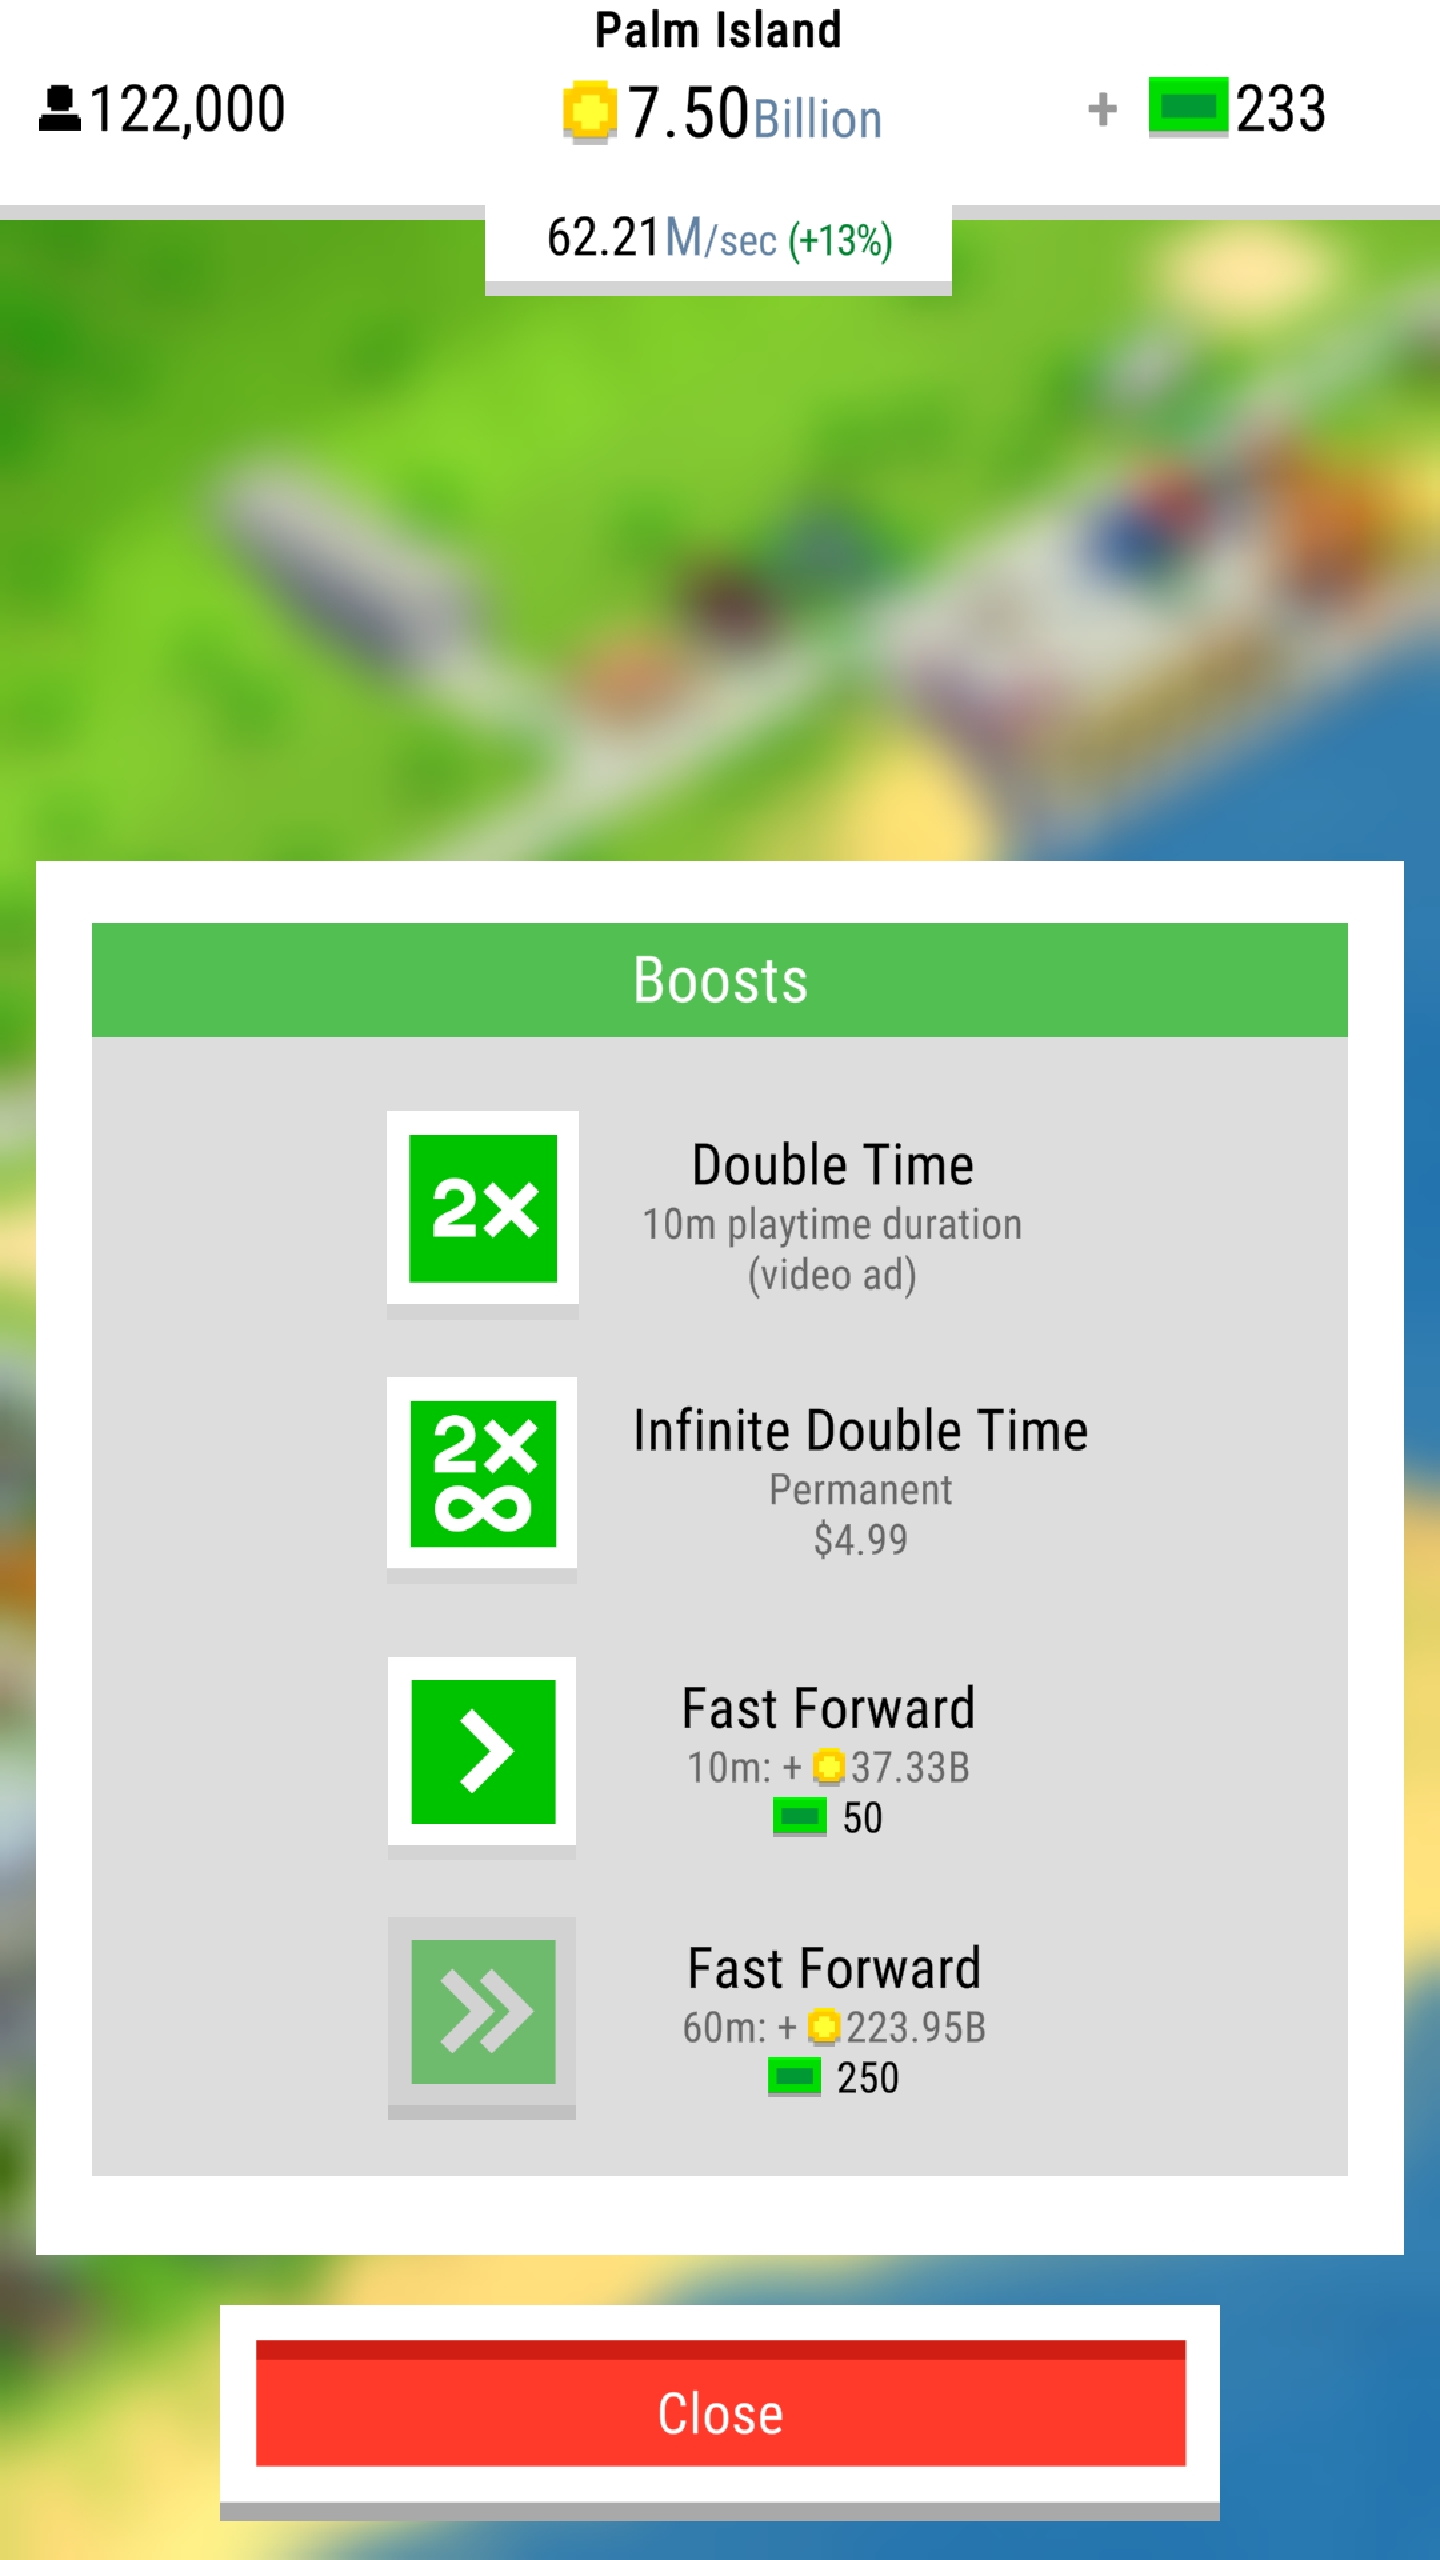 Palm Island
122,000
7.50Billion
+ 233
62.21M/sec (+13%)
Boosts
2×
Double Time
10m playtime duration
(video ad)
2×
∞
Infinite Double Time
Permanent
$4.99
Fast Forward
10m: + 37.33B
50
Fast Forward
60m: + 223.95B
250
Close